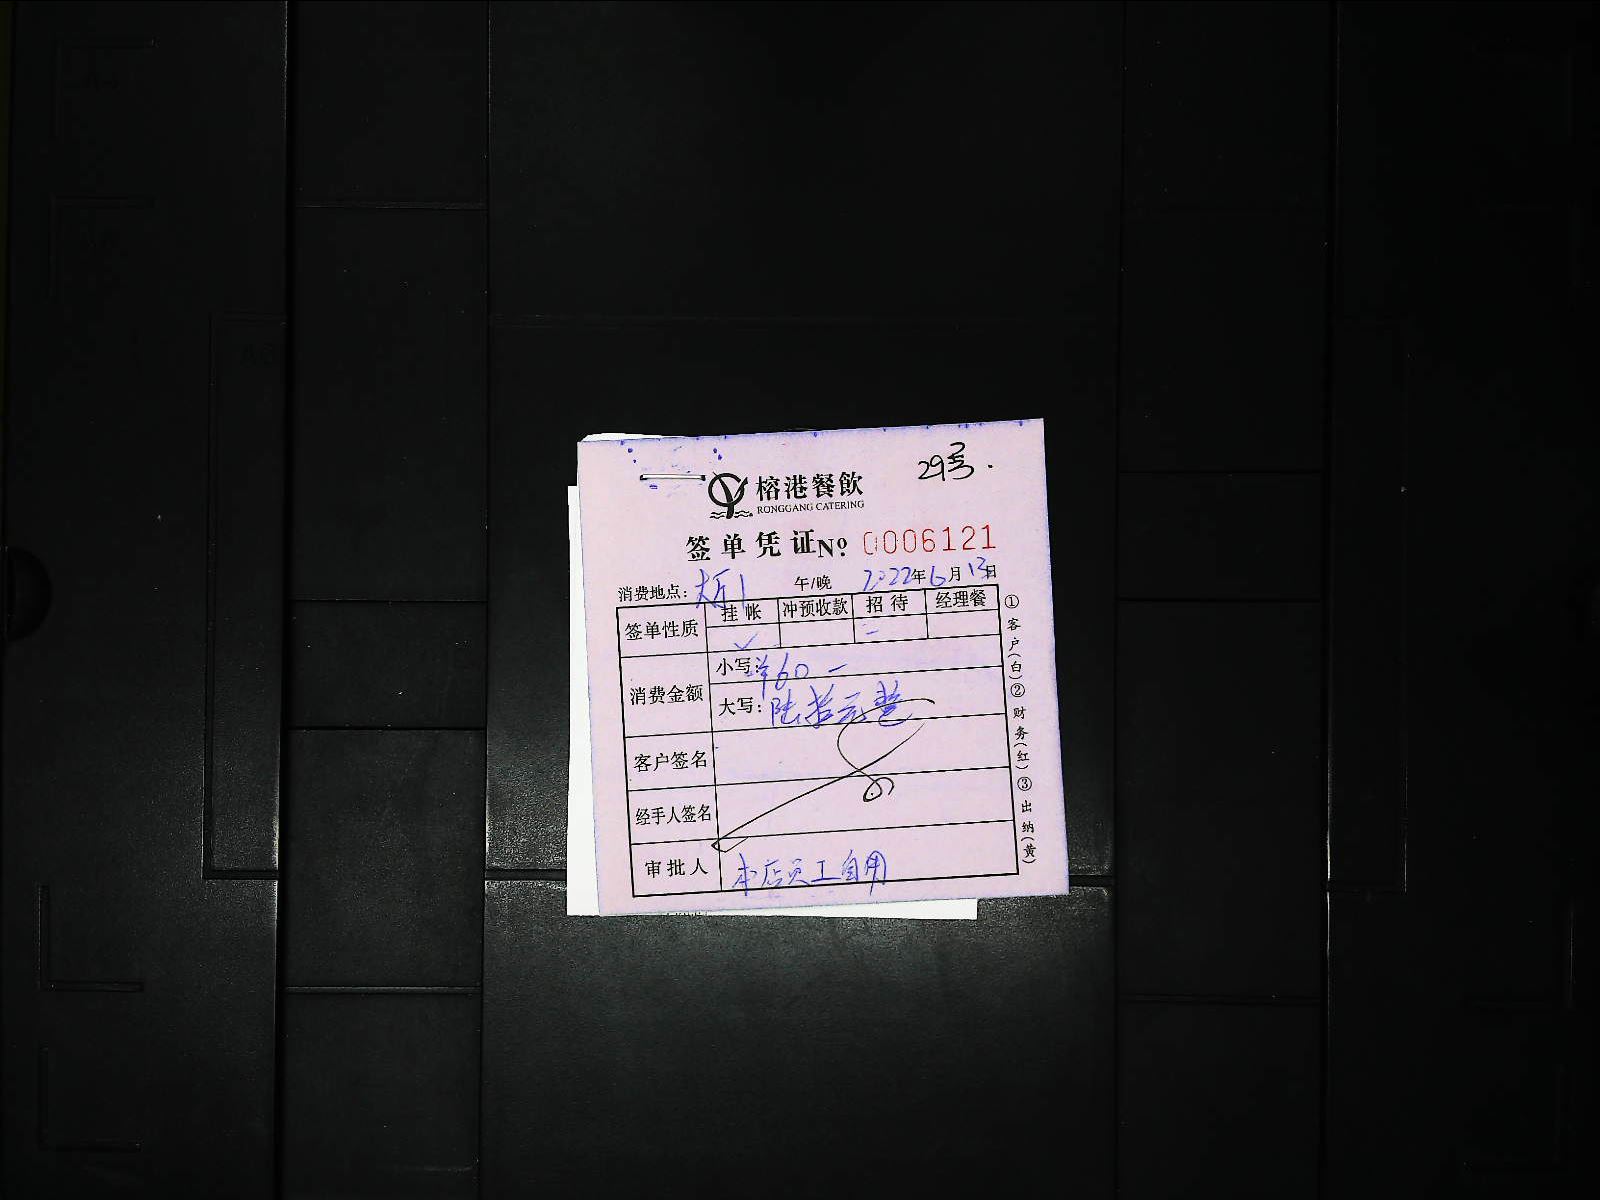 29号.
榕港餐飲
RONGGANG CATERING
签单凭证 No 0006121
消费地点: 大厅1 午/晚 2022年6月13日
签单性质 挂帐 冲预收款 招待 经理餐
✓
消费金额 小写: ¥60—
大写: 陆拾元整
客户签名
经手人签名
审批人 本店员工自用
①客户(白)②财务(红)③出纳(黄)